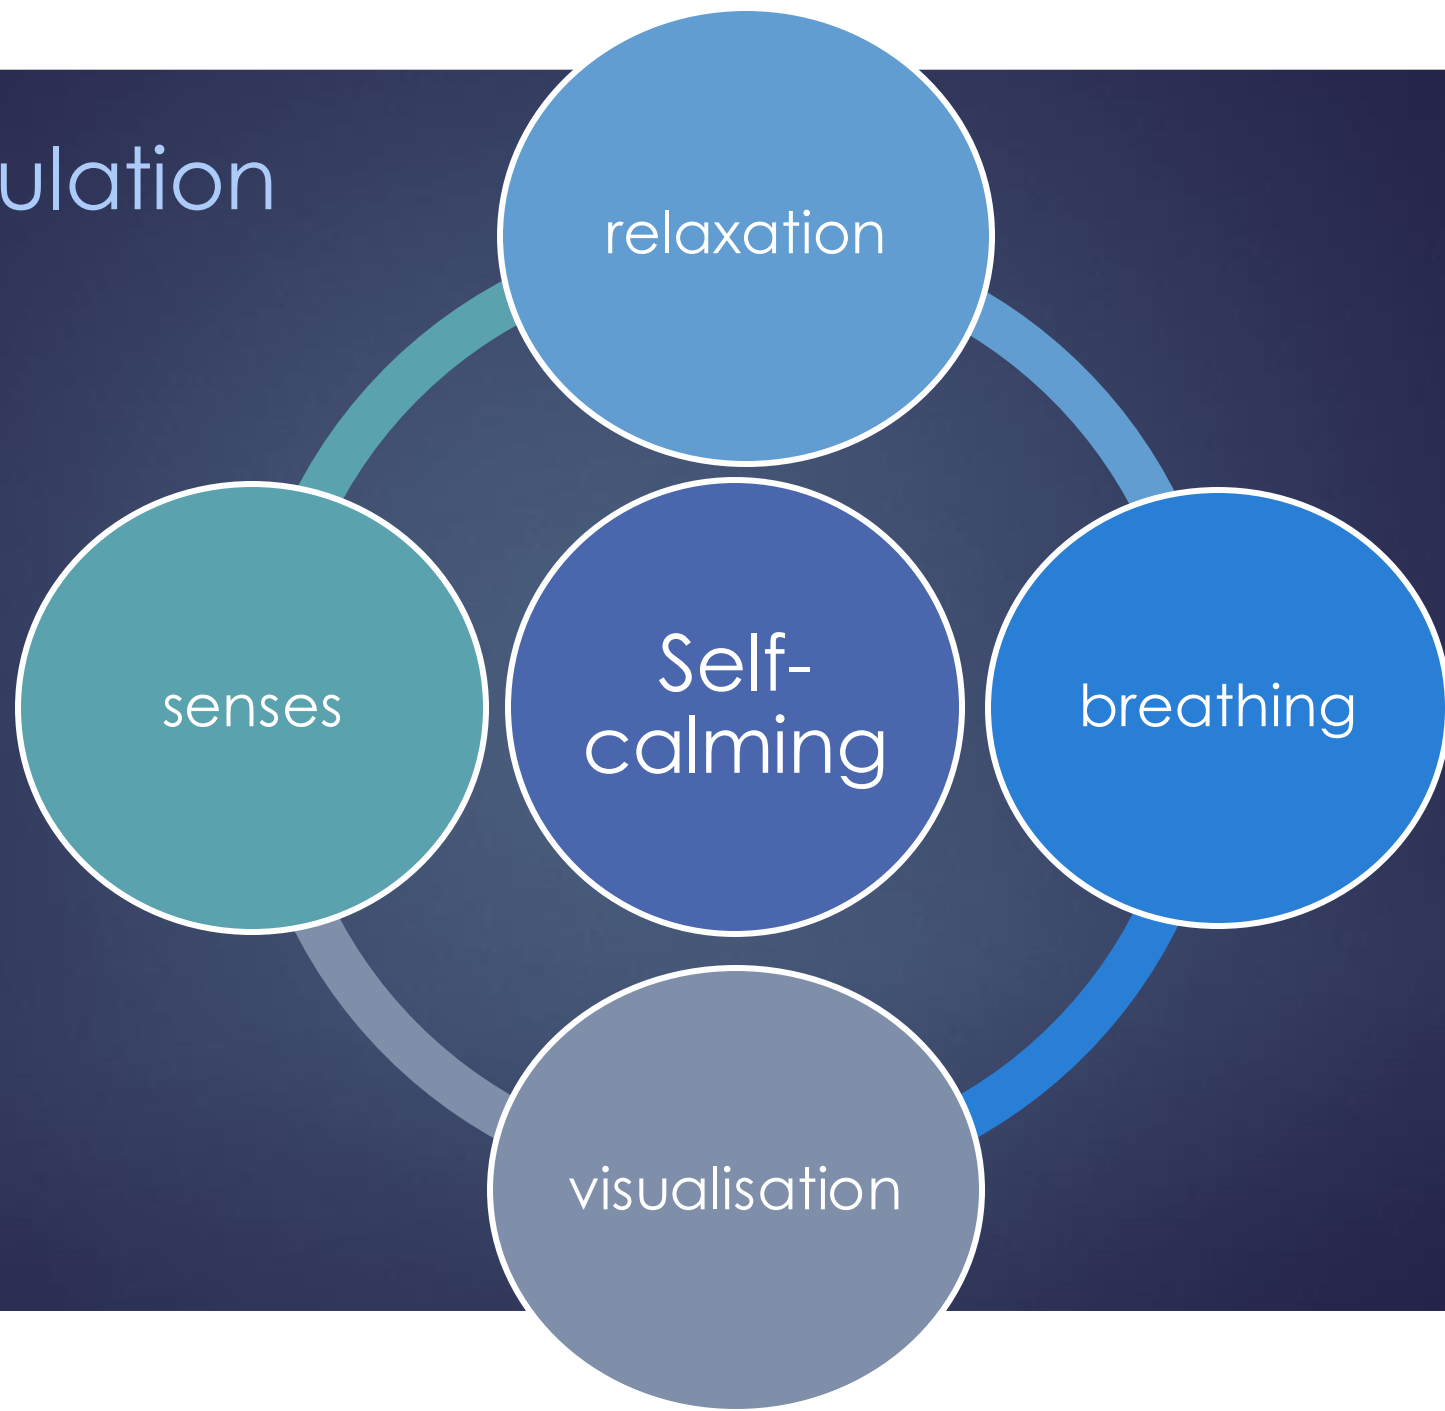 ulation
relaxation
senses
Self-
calming
breathing
visualisation